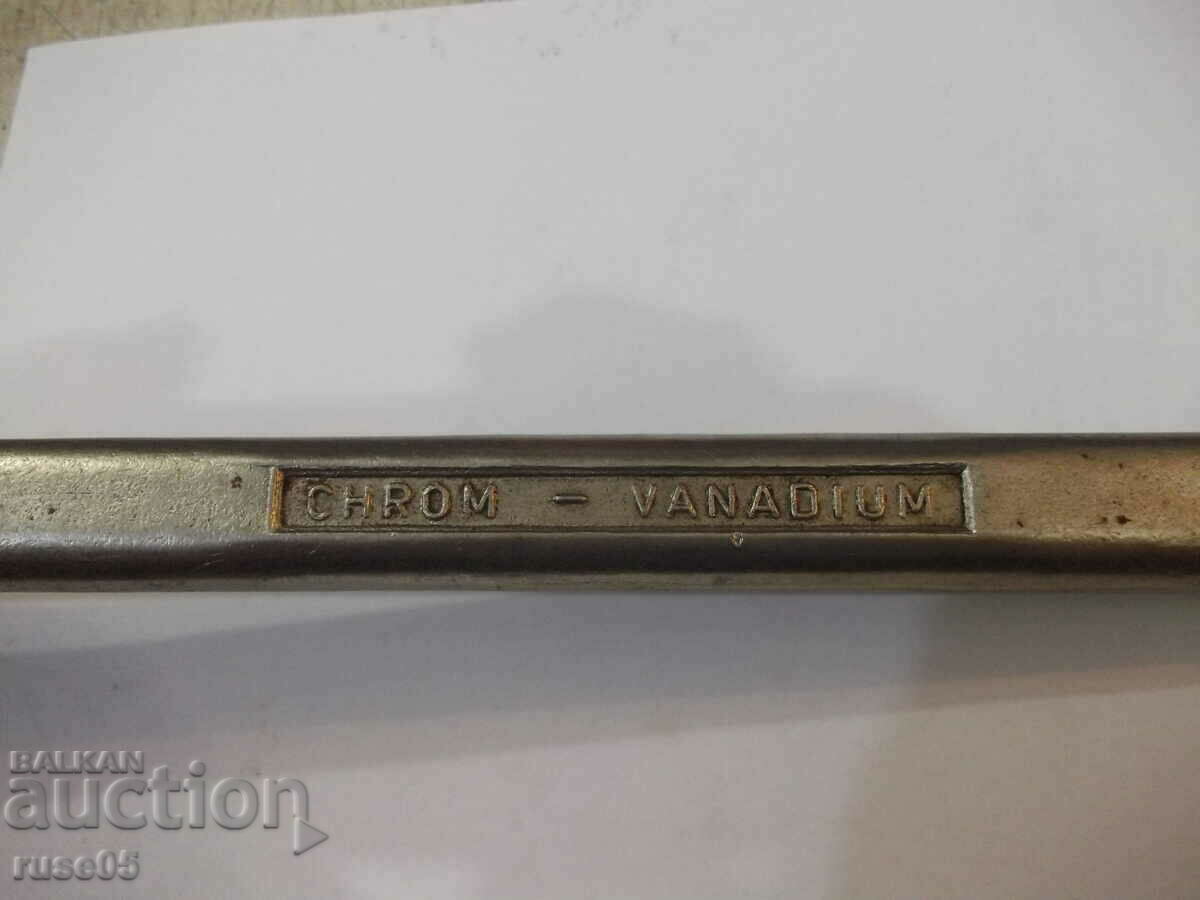 CHROM – VANADIUM
BALKAN
auction
ruse05